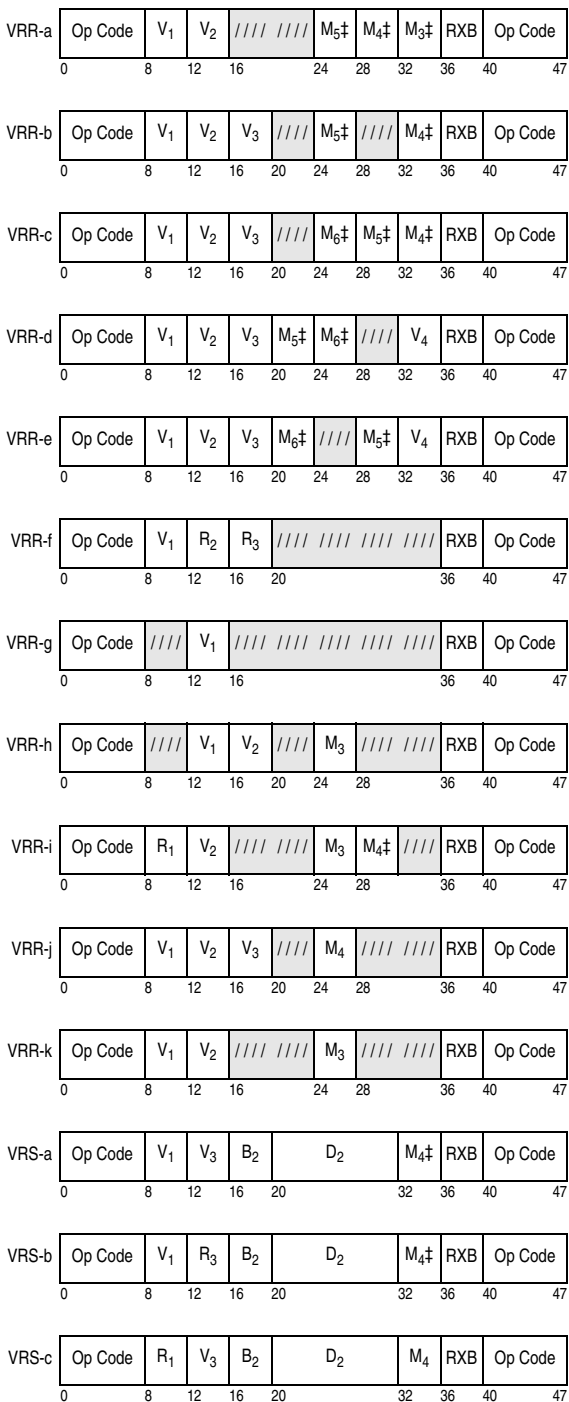 VRR-a Op Code V1 V2 //// //// M5‡ M4‡ M3‡ RXB Op Code
0 8 12 16 24 28 32 36 40 47
VRR-b Op Code V1 V2 V3 //// M5‡ //// M4‡ RXB Op Code
0 8 12 16 20 24 28 32 36 40 47
VRR-c Op Code V1 V2 V3 //// M6‡ M5‡ M4‡ RXB Op Code
0 8 12 16 20 24 28 32 36 40 47
VRR-d Op Code V1 V2 V3 M5‡ M6‡ //// V4 RXB Op Code
0 8 12 16 20 24 28 32 36 40 47
VRR-e Op Code V1 V2 V3 M6‡ //// M5‡ V4 RXB Op Code
0 8 12 16 20 24 28 32 36 40 47
VRR-f Op Code V1 R2 R3 //// //// //// //// RXB Op Code
0 8 12 16 20 36 40 47
VRR-g Op Code //// V1 //// //// //// //// //// RXB Op Code
0 8 12 16 36 40 47
VRR-h Op Code //// V1 V2 //// M3 //// //// RXB Op Code
0 8 12 16 20 24 28 36 40 47
VRR-i Op Code R1 V2 //// //// M3 M4‡ //// RXB Op Code
0 8 12 16 24 28 32 36 40 47
VRR-j Op Code V1 V2 V3 //// M4 //// //// RXB Op Code
0 8 12 16 20 24 28 36 40 47
VRR-k Op Code V1 V2 //// //// M3 //// //// RXB Op Code
0 8 12 16 24 28 36 40 47
VRS-a Op Code V1 V3 B2 D2 M4‡ RXB Op Code
0 8 12 16 20 32 36 40 47
VRS-b Op Code V1 R3 B2 D2 M4‡ RXB Op Code
0 8 12 16 20 32 36 40 47
VRS-c Op Code R1 V3 B2 D2 M4 RXB Op Code
0 8 12 16 20 32 36 40 47